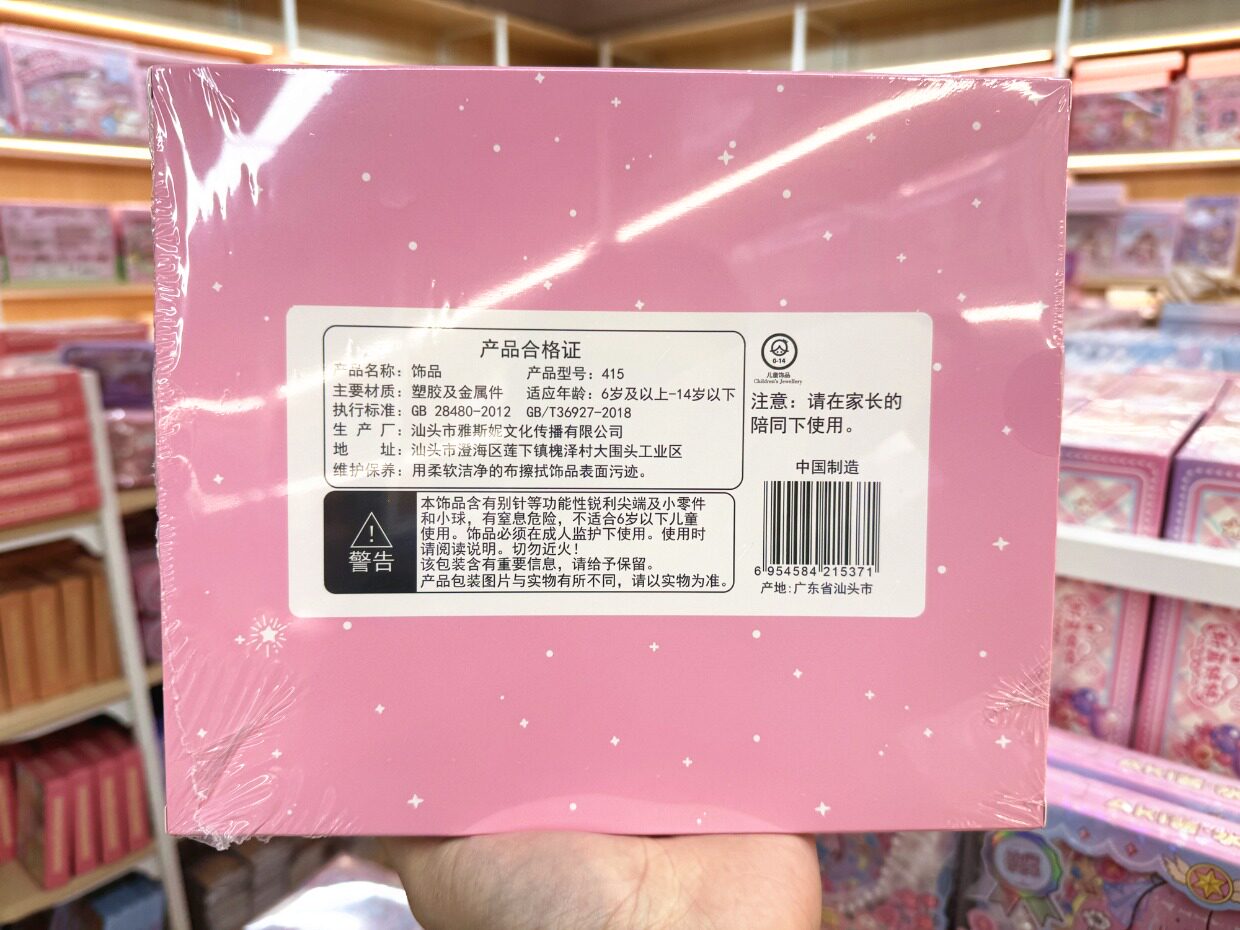 产品合格证
产品名称：饰品 产品型号：415
主要材质：塑胶及金属件 适应年龄：6岁及以上-14岁以下
执行标准：GB 28480-2012 GB/T36927-2018
生 产 厂：汕头市雅斯妮文化传播有限公司
地 址：汕头市澄海区莲下镇槐泽村大围头工业区
维护保养：用柔软洁净的布擦拭饰品表面污迹。
警告
本饰品含有别针等功能性锐利尖端及小零件
和小球，有窒息危险，不适合6岁以下儿童
使用。饰品必须在成人监护下使用。使用时
请阅读说明。切勿近火！
该包装含有重要信息，请给予保留。
产品包装图片与实物有所不同，请以实物为准。
6-14
儿童饰品
Children's Jewellery
注意：请在家长的
陪同下使用。
中国制造
6 954584 215371
产地：广东省汕头市